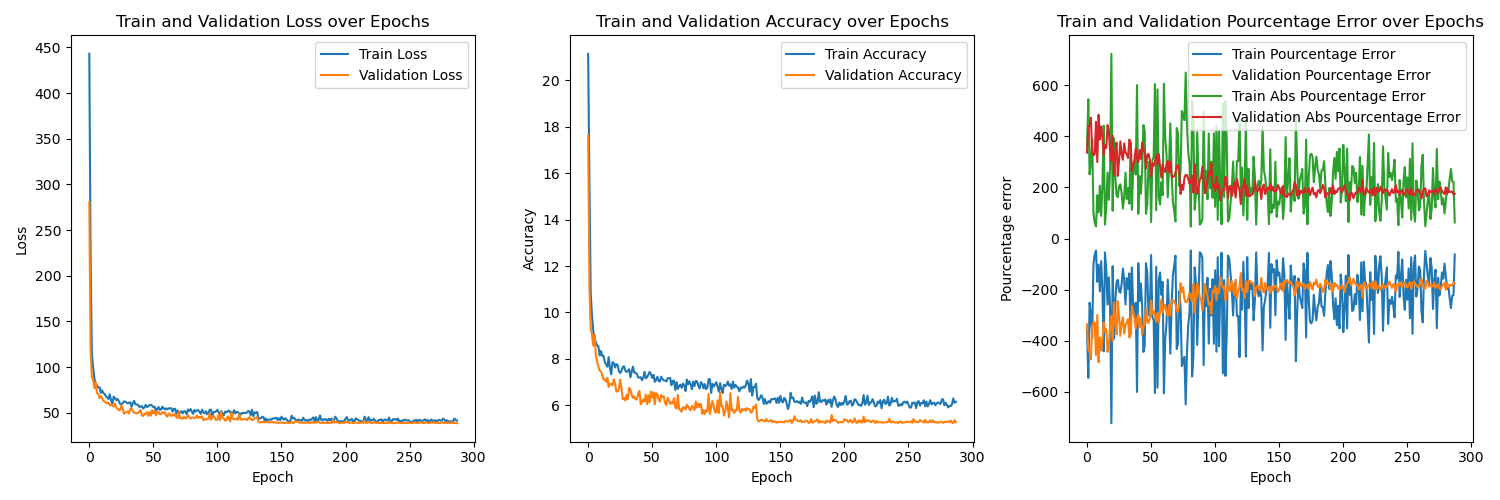 Train and Validation Loss over Epochs
Train Loss
Validation Loss
450
400
350
300
250
200
150
100
50
Loss
0 50 100 150 200 250 300
Epoch
Train and Validation Accuracy over Epochs
Train Accuracy
Validation Accuracy
20
18
16
14
12
10
8
6
Accuracy
0 50 100 150 200 250 300
Epoch
Train and Validation Pourcentage Error over Epochs
Train Pourcentage Error
Validation Pourcentage Error
Train Abs Pourcentage Error
Validation Abs Pourcentage Error
600
400
200
0
−200
−400
−600
Pourcentage error
0 50 100 150 200 250 300
Epoch